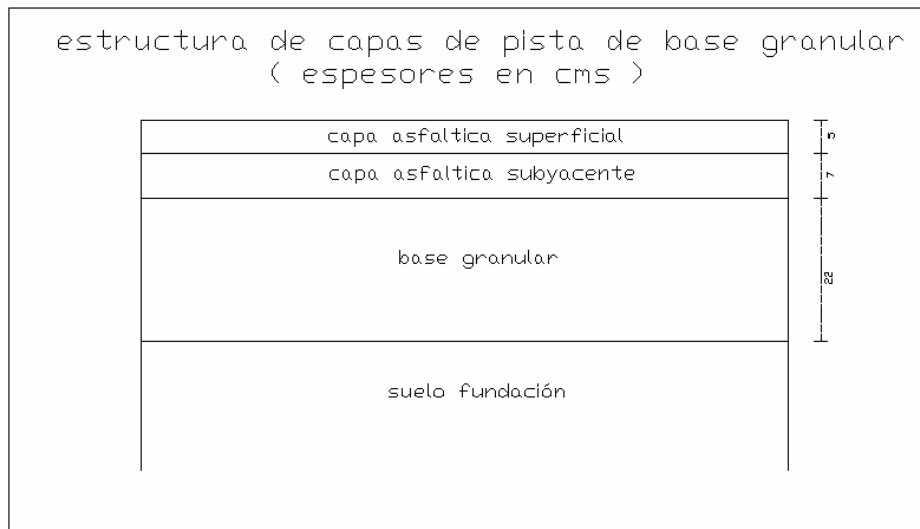 estructura de capas de pista de base granular
( espesores en cms )
capa asfaltica superficial
5
capa asfaltica subyacente
7
base granular
22
suelo fundación